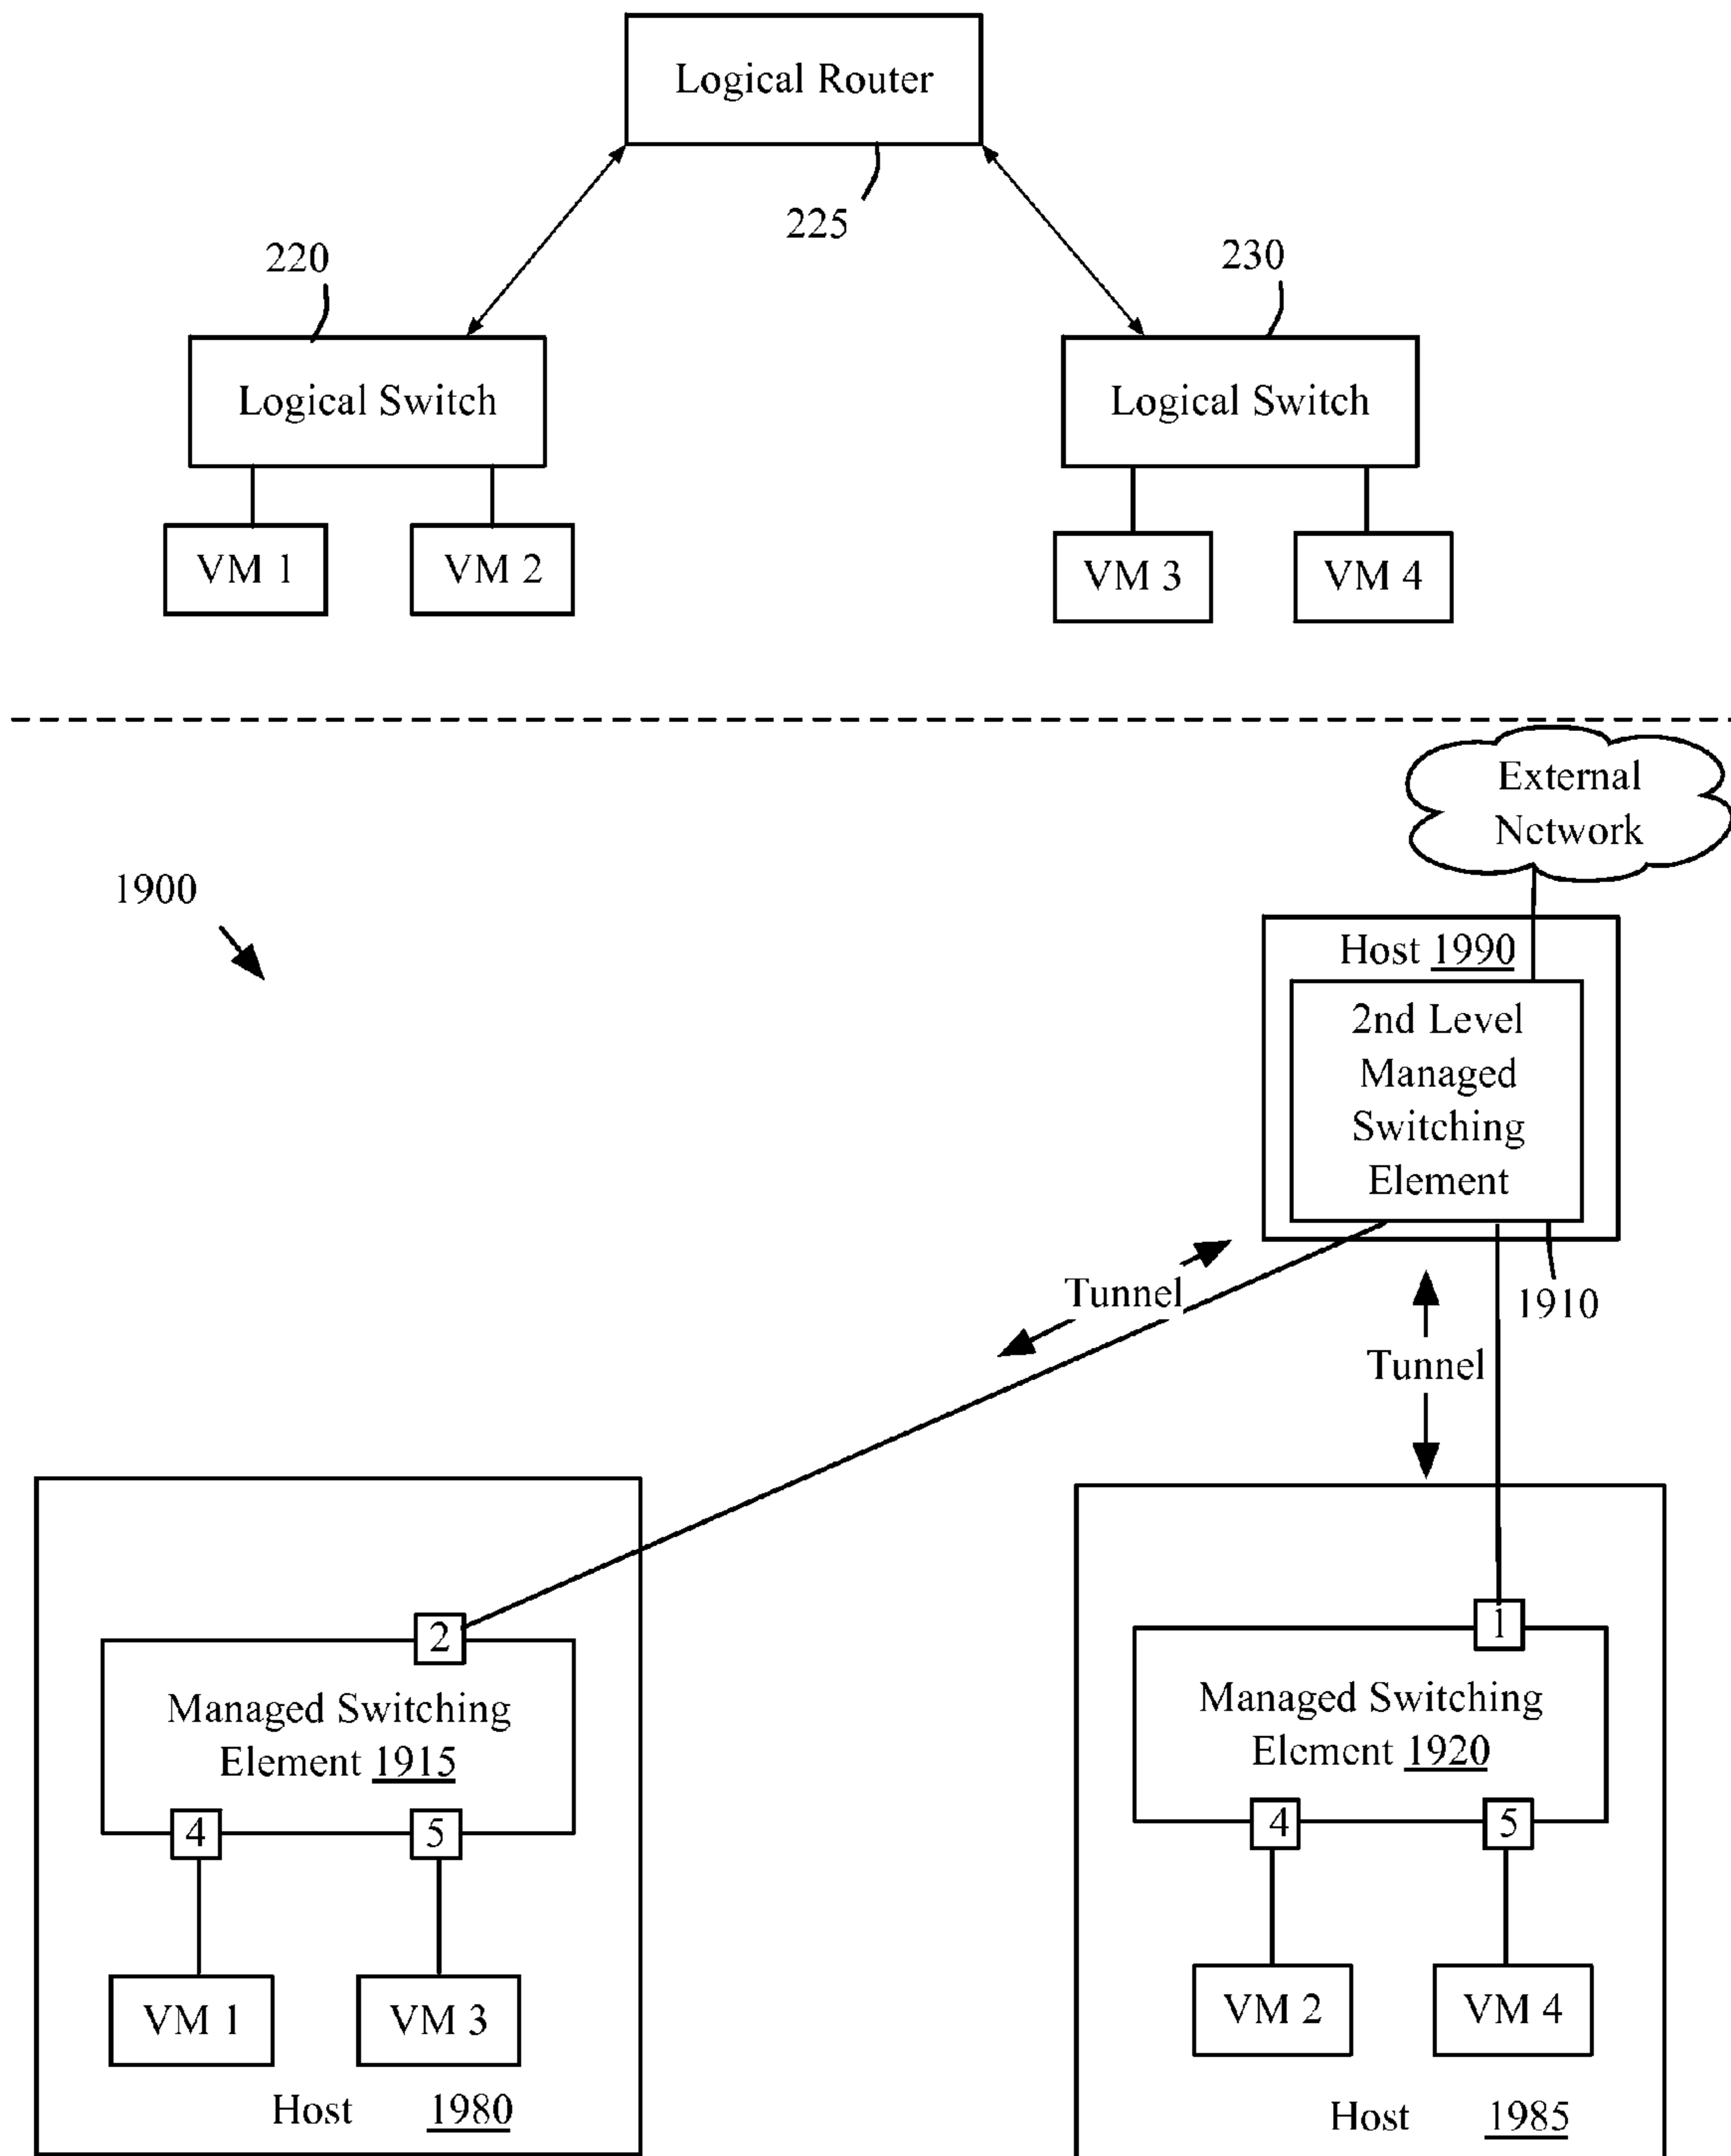 Logical Router
225
220
230
Logical Switch
Logical Switch
VM 1
VM 2
VM 3
VM 4
External
Network
1900
Host 1990
2nd Level
Managed
Switching
Element
1910
Tunnel
Tunnel
2
1
Managed Switching
Element 1915
Managed Switching
Element 1920
4
5
4
5
VM 1
VM 3
VM 2
VM 4
Host 1980
Host 1985